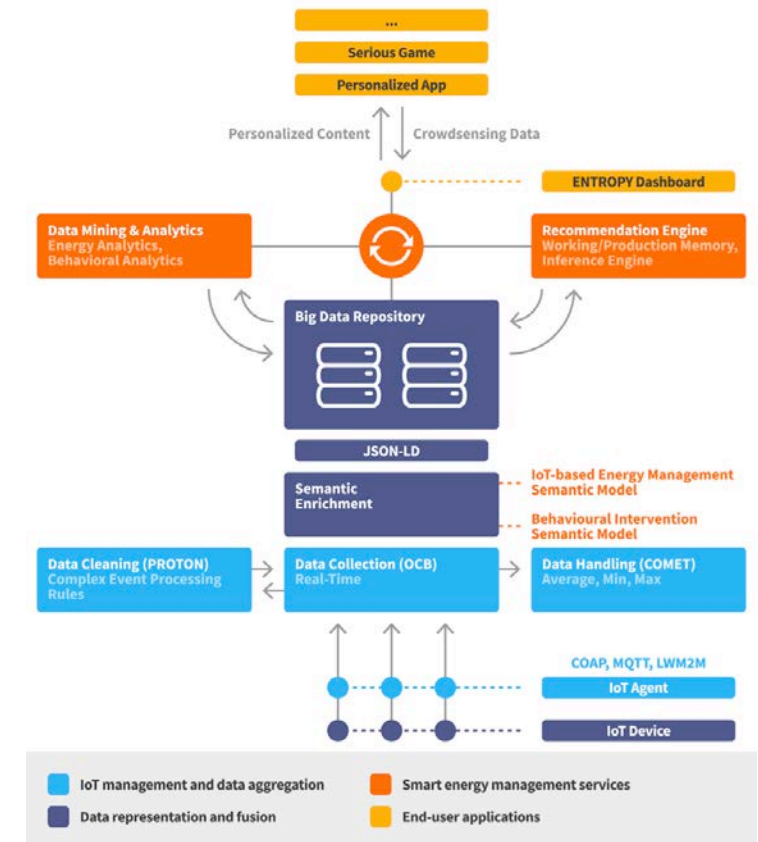 ...
Serious Game
Personalized App
Personalized Content
Crowdsensing Data
ENTROPY Dashboard
Data Mining & Analytics
Energy Analytics,
Behavioral Analytics
Recommendation Engine
Working/Production Memory,
Inference Engine
Big Data Repository
JSON-LD
Semantic
Enrichment
IoT-based Energy Management
Semantic Model
Behavioural Intervention
Semantic Model
Data Cleaning (PROTON)
Complex Event Processing
Rules
Data Collection (OCB)
Real-Time
Data Handling (COMET)
Average, Min, Max
COAP, MQTT, LWM2M
IoT Agent
IoT Device
IoT management and data aggregation
Smart energy management services
Data representation and fusion
End-user applications